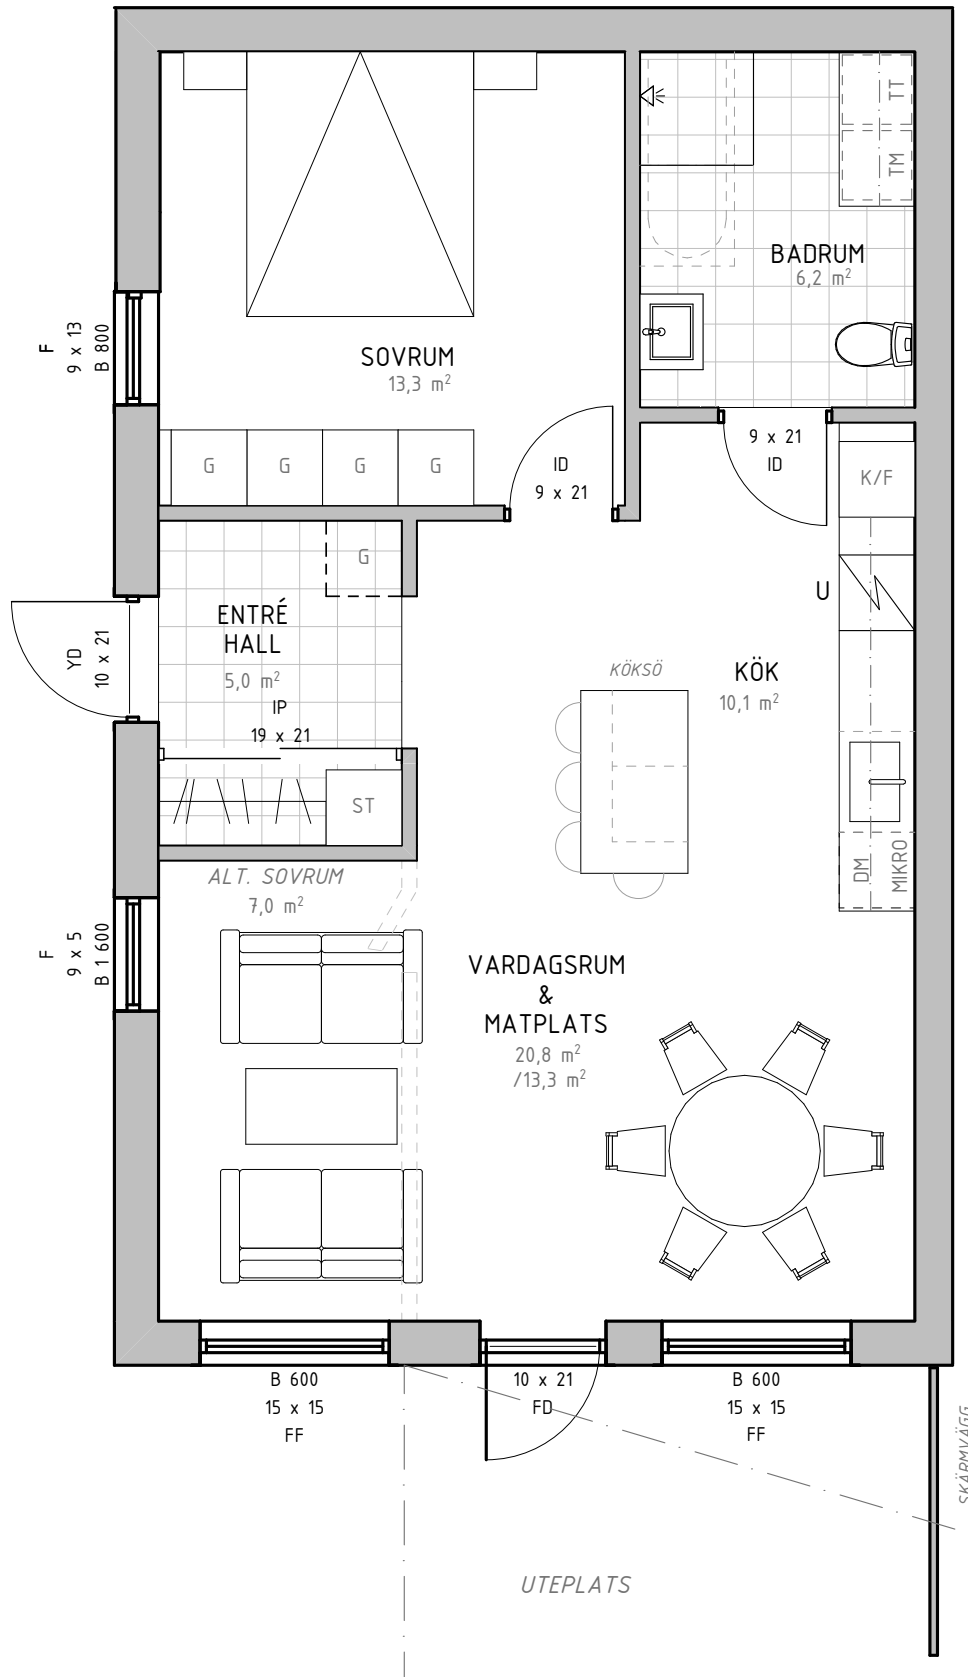 TT
TM
BADRUM
6,2 m²
F
9 x 13
B 800
SOVRUM
13,3 m²
G
G
G
G
ID
9 x 21
9 x 21
ID
K/F
G
U
ENTRÉ
HALL
5,0 m²
YD
10 x 21
IP
19 x 21
KÖKSÖ
KÖK
10,1 m²
ST
DM
MIKRO
ALT. SOVRUM
7,0 m²
F
9 x 5
B 1 600
VARDAGSRUM
&
MATPLATS
20,8 m²
/13,3 m²
B 600
15 x 15
FF
10 x 21
FD
B 600
15 x 15
FF
SKÄRMVÄGG
UTEPLATS